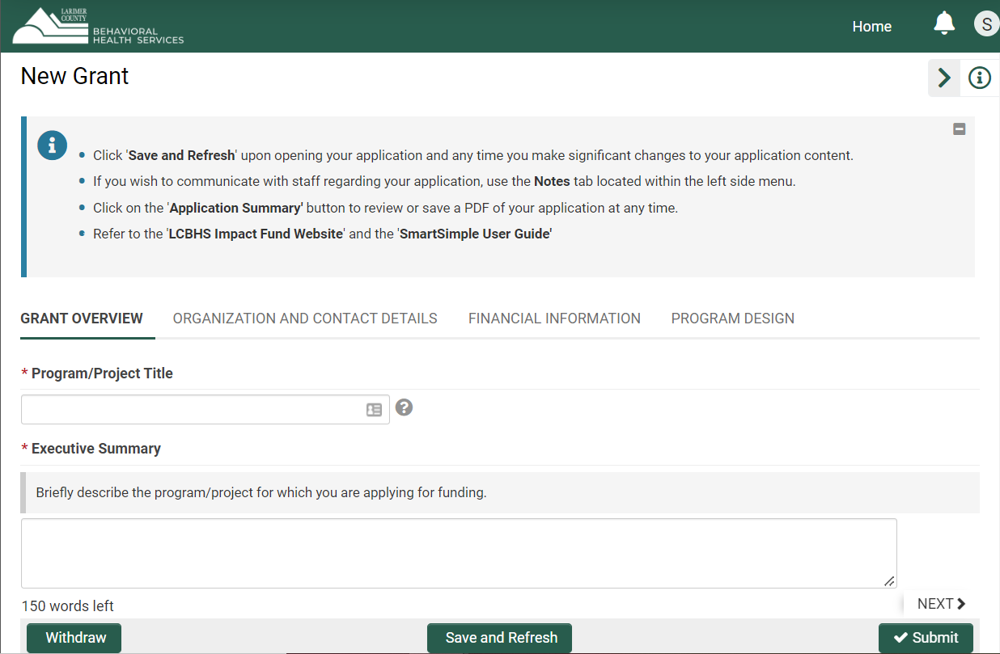 LARIMER
COUNTY
BEHAVIORAL
HEALTH SERVICES
Home
S
New Grant
Click 'Save and Refresh' upon opening your application and any time you make significant changes to your application content.
If you wish to communicate with staff regarding your application, use the Notes tab located within the left side menu.
Click on the 'Application Summary' button to review or save a PDF of your application at any time.
Refer to the 'LCBHS Impact Fund Website' and the 'SmartSimple User Guide'
GRANT OVERVIEW ORGANIZATION AND CONTACT DETAILS FINANCIAL INFORMATION PROGRAM DESIGN
* Program/Project Title
* Executive Summary
Briefly describe the program/project for which you are applying for funding.
150 words left
NEXT
Withdraw Save and Refresh Submit